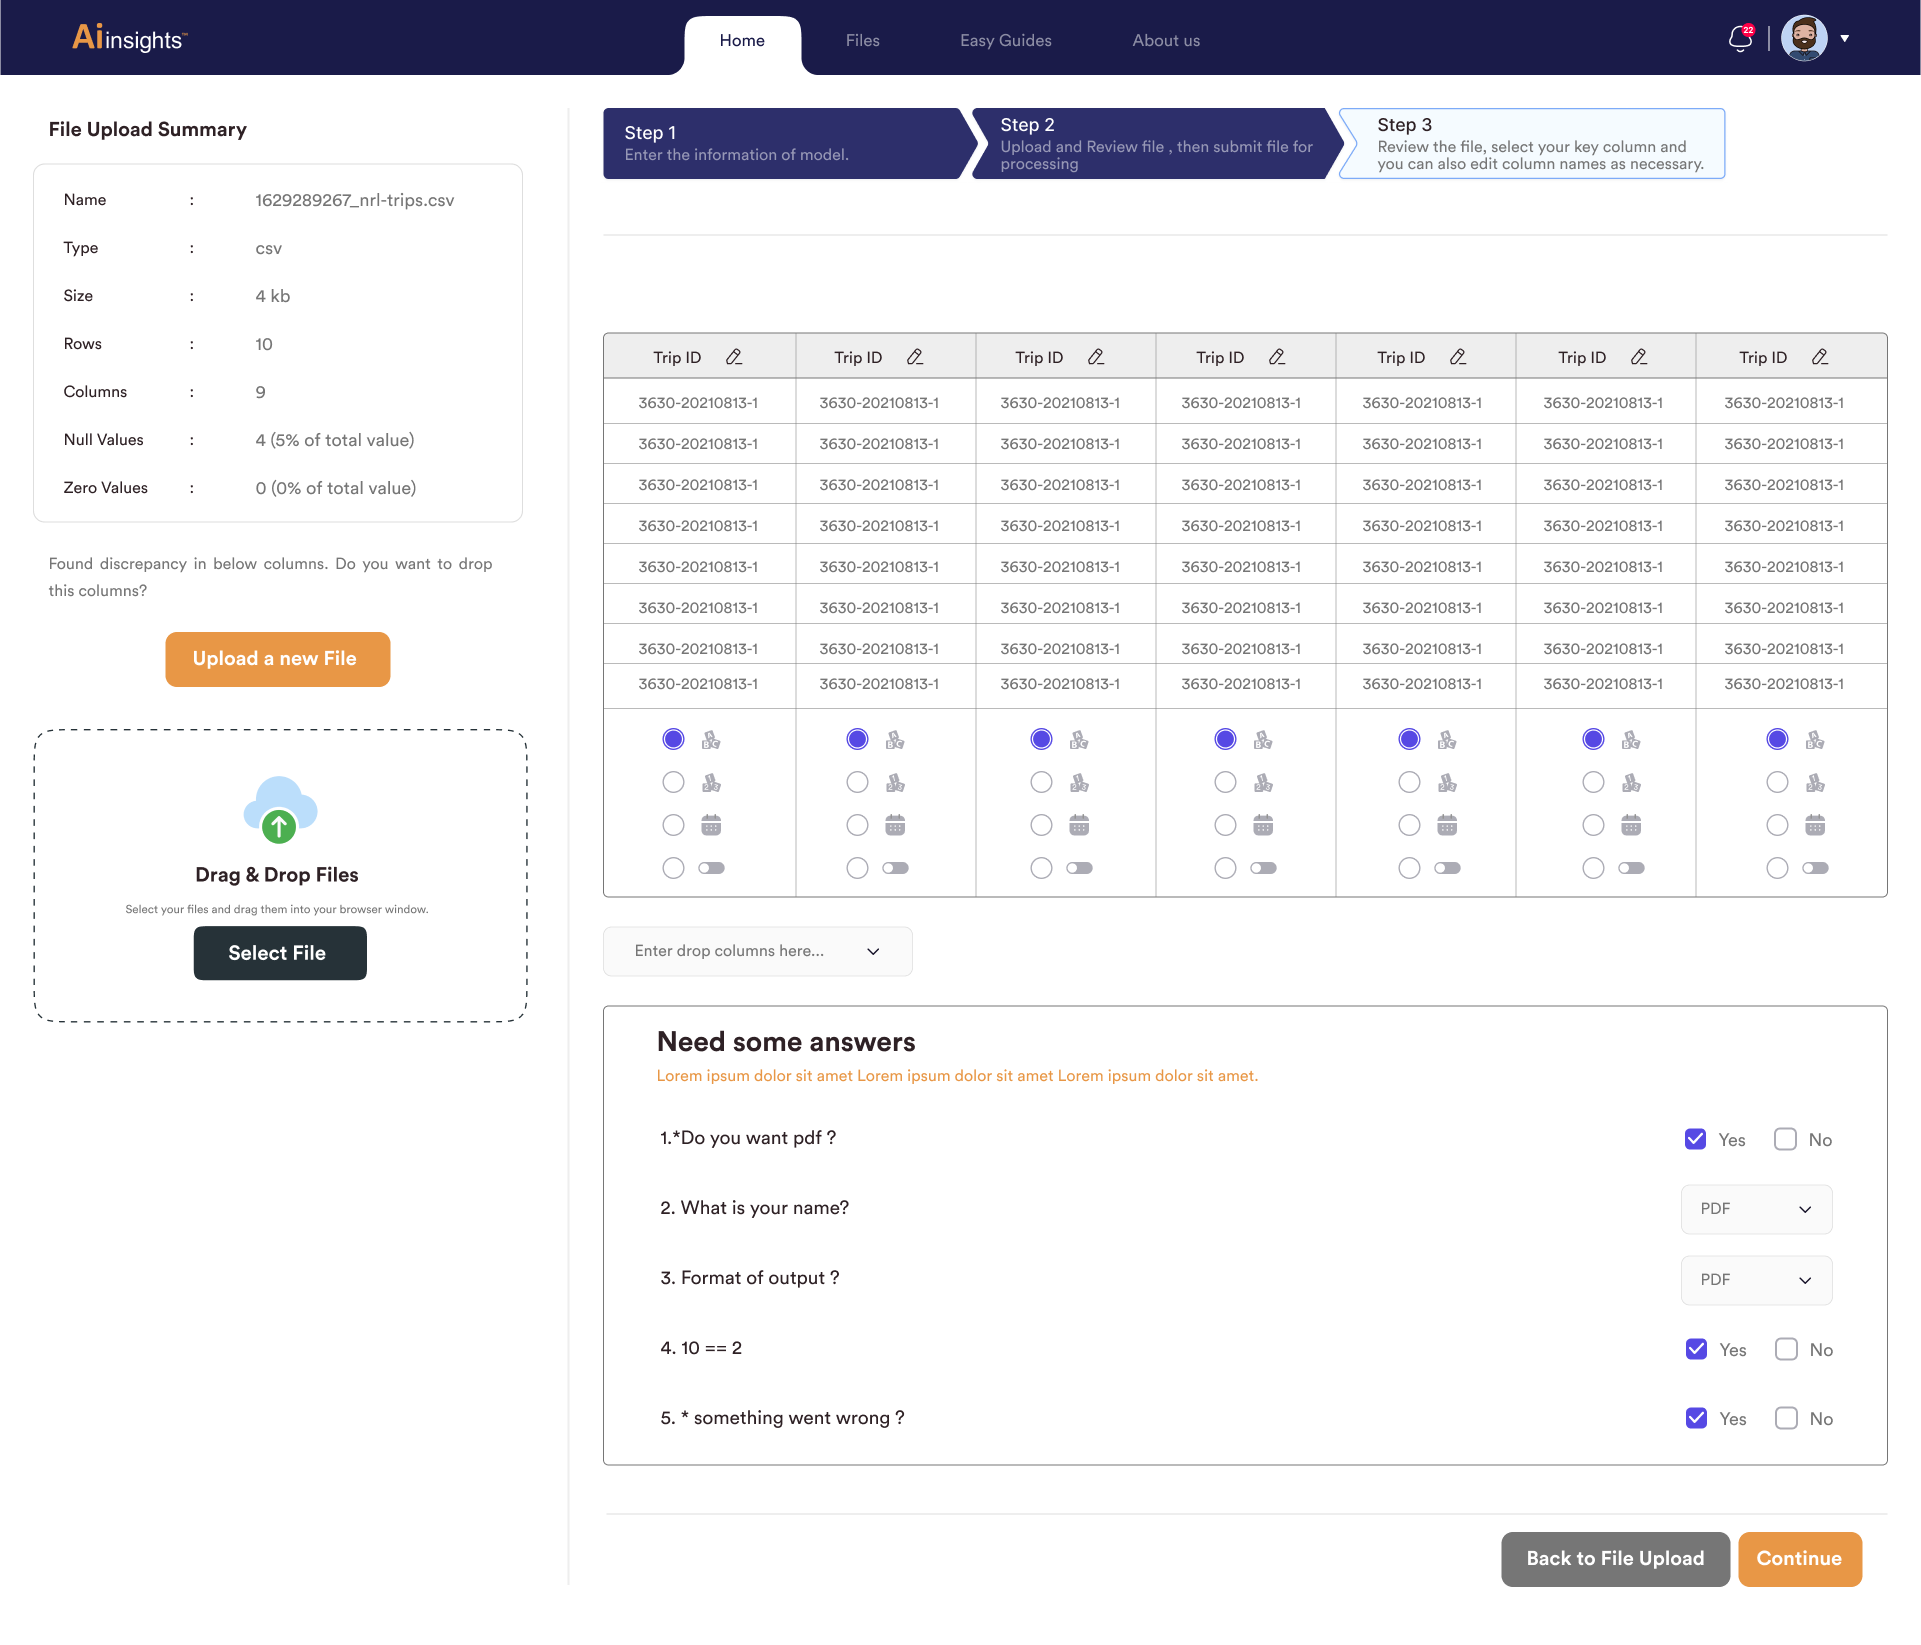 Ai insights™
Home
Files
Easy Guides
About us
22
File Upload Summary
Name : 1629289267_nrl-trips.csv
Type : csv
Size : 4 kb
Rows : 10
Columns : 9
Null Values : 4 (5% of total value)
Zero Values : 0 (0% of total value)
Found discrepancy in below columns. Do you want to drop
this columns?
Upload a new File
Drag & Drop Files
Select your files and drag them into your browser window.
Select File
Step 1
Enter the information of model.
Step 2
Upload and Review file , then submit file for
processing
Step 3
Review the file, select your key column and
you can also edit column names as necessary.
Trip ID Trip ID Trip ID Trip ID Trip ID Trip ID Trip ID
3630-20210813-1 3630-20210813-1 3630-20210813-1 3630-20210813-1 3630-20210813-1 3630-20210813-1 3630-20210813-1
3630-20210813-1 3630-20210813-1 3630-20210813-1 3630-20210813-1 3630-20210813-1 3630-20210813-1 3630-20210813-1
3630-20210813-1 3630-20210813-1 3630-20210813-1 3630-20210813-1 3630-20210813-1 3630-20210813-1 3630-20210813-1
3630-20210813-1 3630-20210813-1 3630-20210813-1 3630-20210813-1 3630-20210813-1 3630-20210813-1 3630-20210813-1
3630-20210813-1 3630-20210813-1 3630-20210813-1 3630-20210813-1 3630-20210813-1 3630-20210813-1 3630-20210813-1
3630-20210813-1 3630-20210813-1 3630-20210813-1 3630-20210813-1 3630-20210813-1 3630-20210813-1 3630-20210813-1
3630-20210813-1 3630-20210813-1 3630-20210813-1 3630-20210813-1 3630-20210813-1 3630-20210813-1 3630-20210813-1
3630-20210813-1 3630-20210813-1 3630-20210813-1 3630-20210813-1 3630-20210813-1 3630-20210813-1 3630-20210813-1
Enter drop columns here...
Need some answers
Lorem ipsum dolor sit amet Lorem ipsum dolor sit amet Lorem ipsum dolor sit amet.
1.*Do you want pdf ? Yes No
2. What is your name? PDF
3. Format of output ? PDF
4. 10 == 2 Yes No
5. * something went wrong ? Yes No
Back to File Upload
Continue